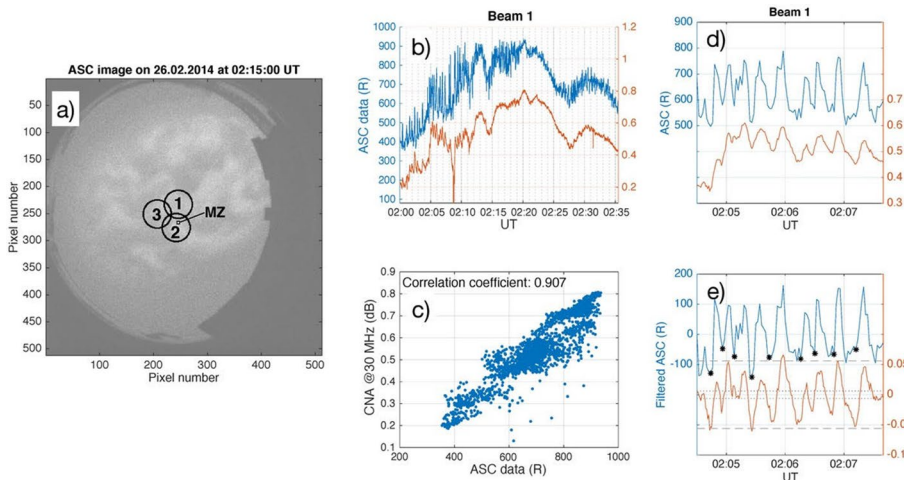 ASC image on 26.02.2014 at 02:15:00 UT
a)
50
100
150
200
250
300
350
400
450
500
Pixel number
1
3
2
MZ
100 200 300 400 500
Pixel number
Beam 1
b)
1000
900
800
700
600
500
400
300
200
100
ASC data (R)
1.2
1
0.8
0.6
0.4
0.2
02:00 02:05 02:10 02:15 02:20 02:25 02:30 02:35
UT
c)
Correlation coefficient: 0.907
0.9
0.8
0.7
0.6
0.5
0.4
0.3
0.2
0.1
CNA @30 MHz (dB)
200 400 600 800 1000
ASC data (R)
Beam 1
d)
900
800
700
600
500
ASC (R)
0.7
0.6
0.5
0.4
0.3
02:05 02:06 02:07
UT
e)
200
100
0
-100
Filtered ASC (R)
0.05
0
-0.1
02:05 02:06 02:07
UT